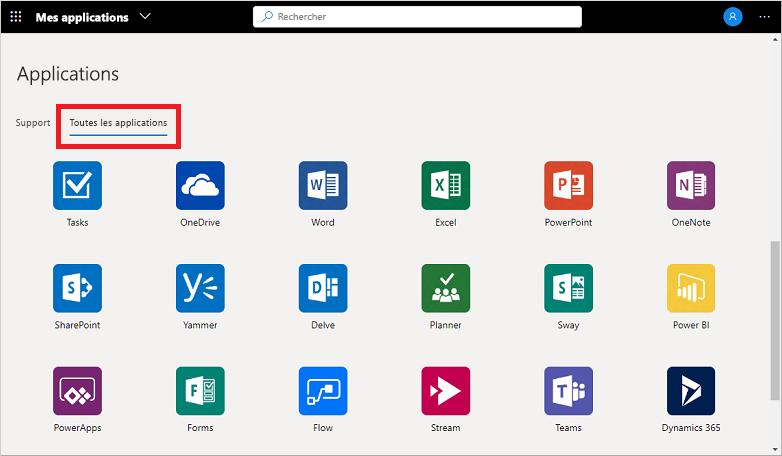 Mes applications
Rechercher
Applications
Support Toutes les applications
Tasks OneDrive Word Excel PowerPoint OneNote
SharePoint Yammer Delve Planner Sway Power BI
PowerApps Forms Flow Stream Teams Dynamics 365